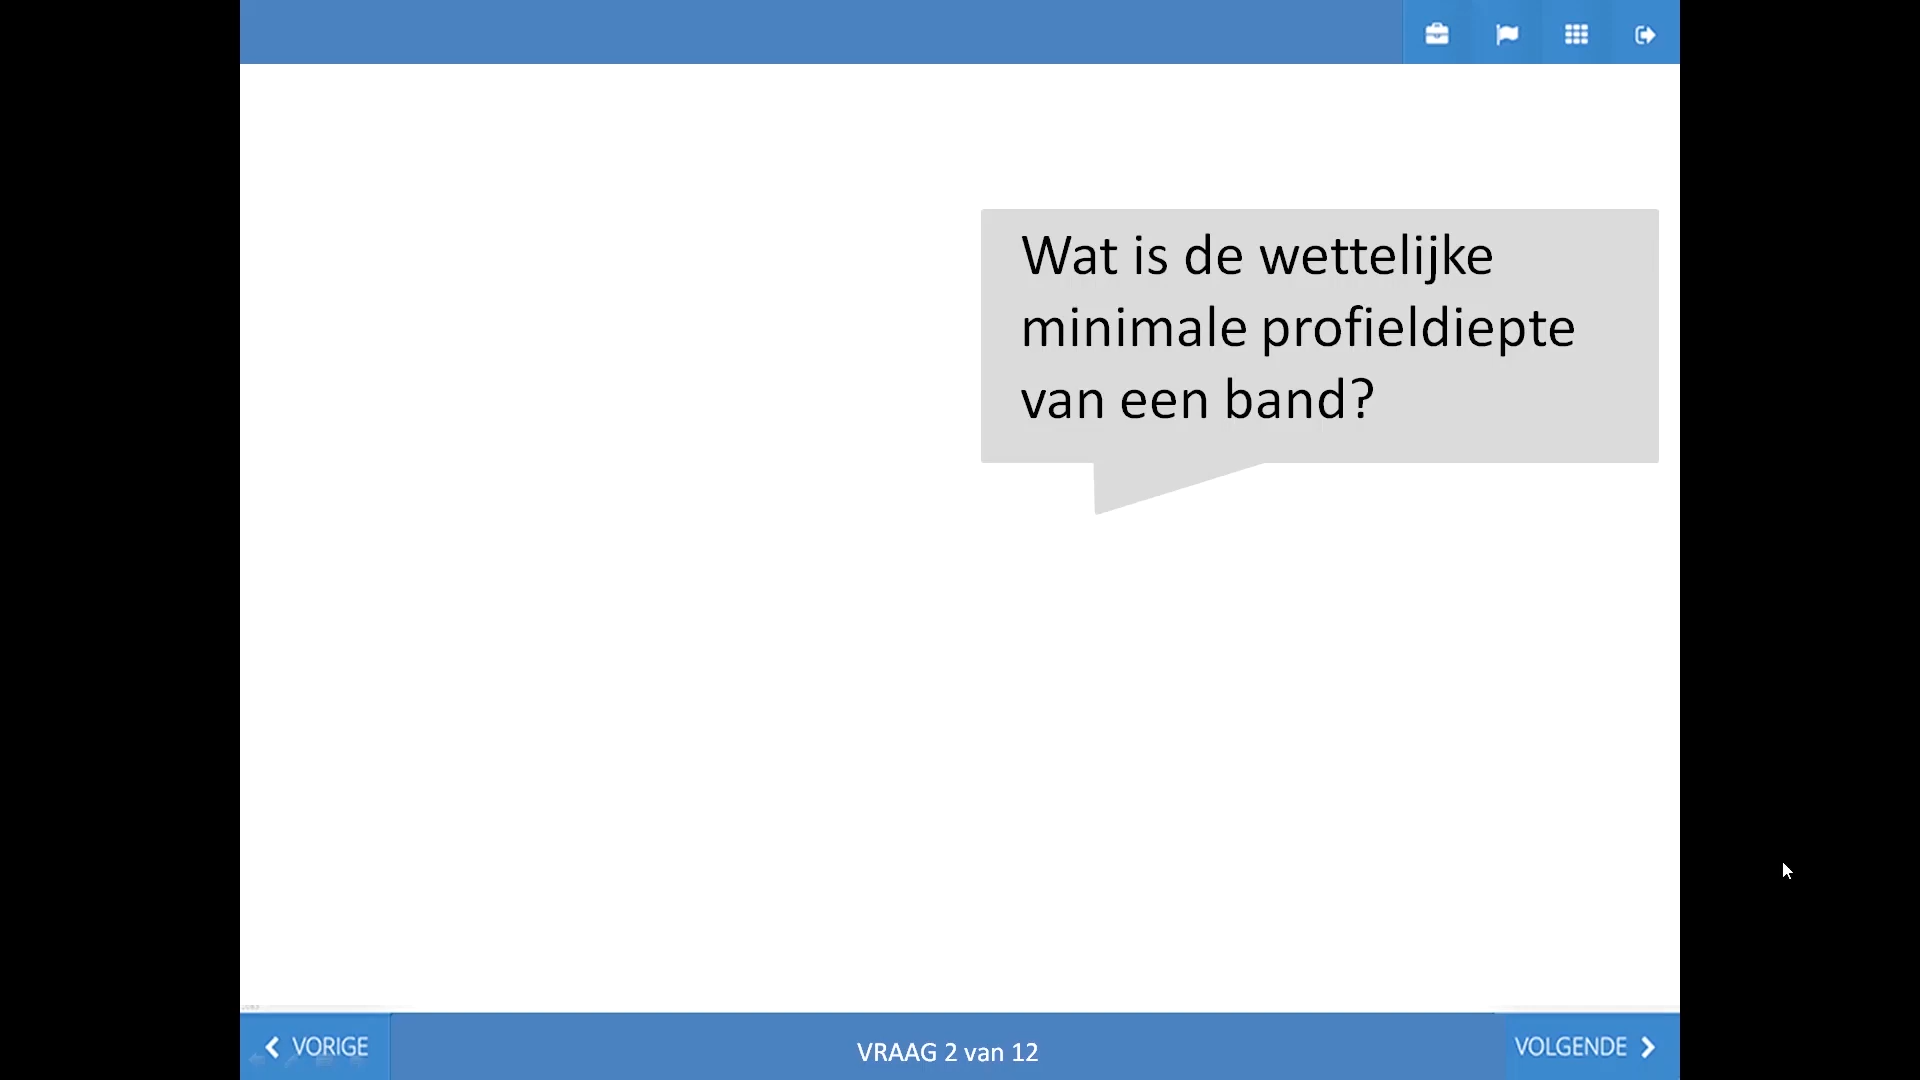 Wat is de wettelijke
minimale profieldiepte
van een band?
VORIGE
VRAAG 2 van 12
VOLGENDE